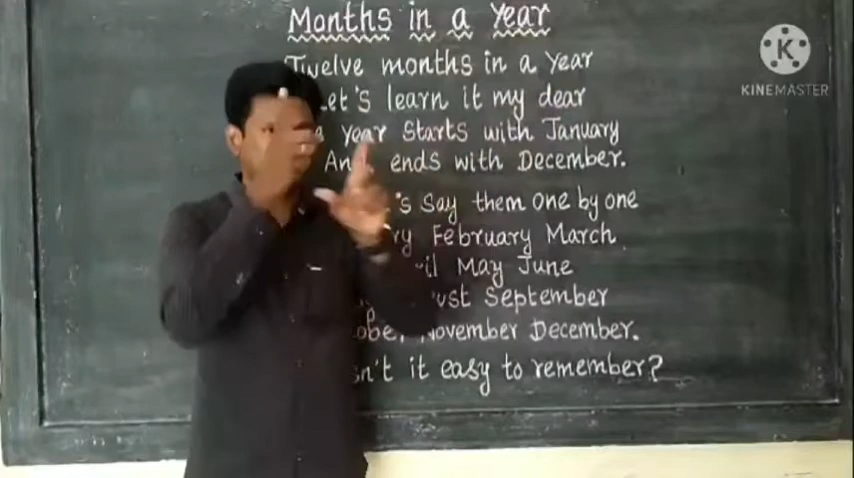 Months in a Year
Twelve months in a year
Let's learn it my dear
a year Starts with January
And ends with December.
's Say them one by one
ry February March
il May June
ust September
ober November December.
sn't it easy to remember?
KINEMASTER